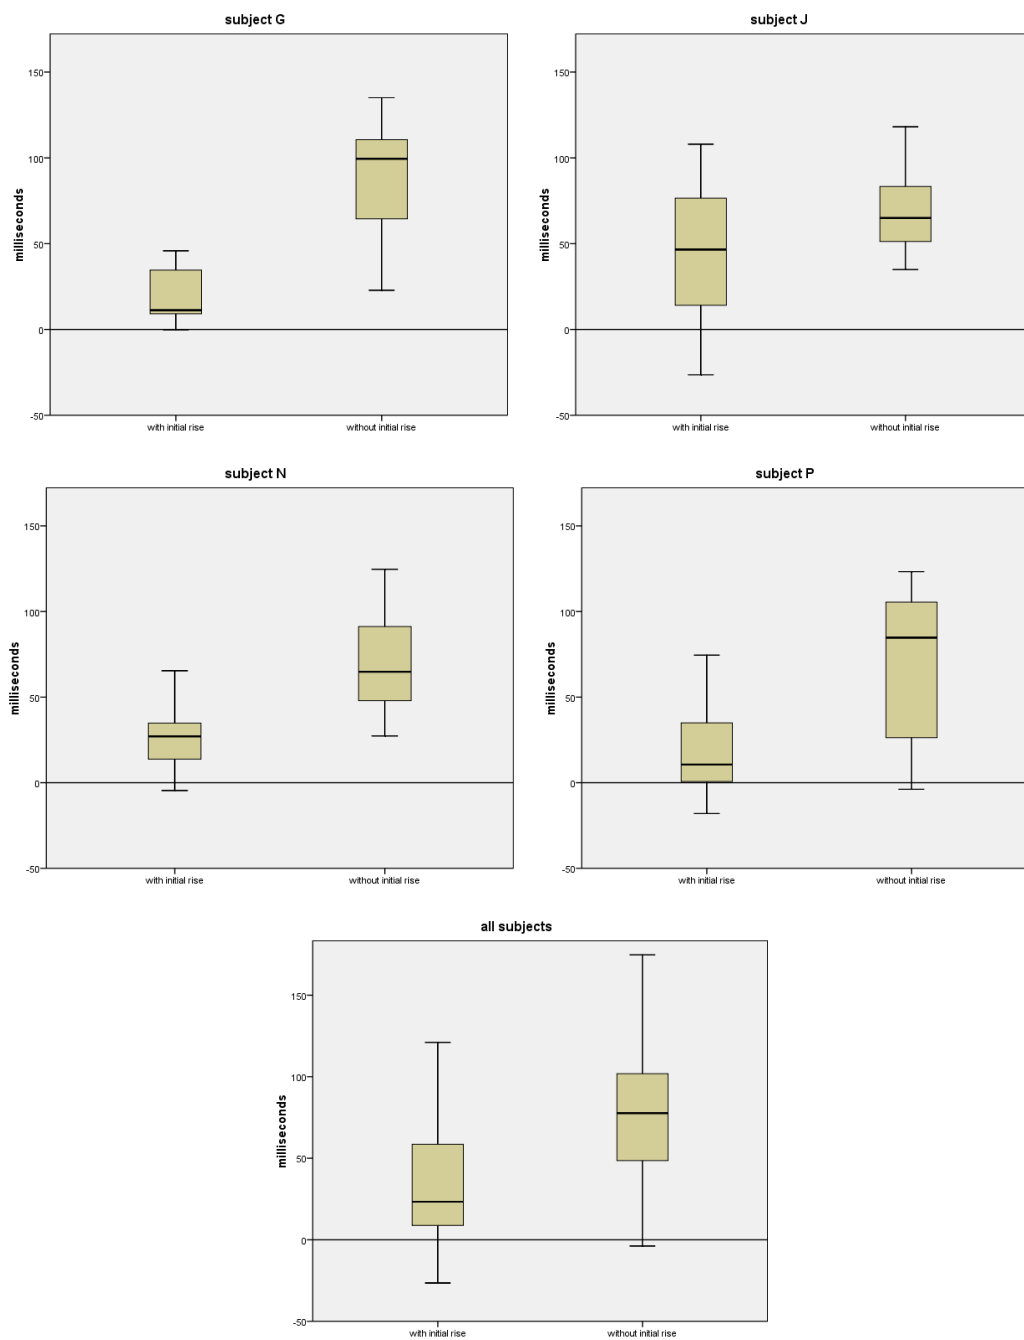 subject G
150
100
50
0
-50
milliseconds
with initial rise
without initial rise
subject J
150
100
50
0
-50
milliseconds
with initial rise
without initial rise
subject N
150
100
50
0
-50
milliseconds
with initial rise
without initial rise
subject P
150
100
50
0
-50
milliseconds
with initial rise
without initial rise
all subjects
150
100
50
0
-50
milliseconds
with initial rise
without initial rise